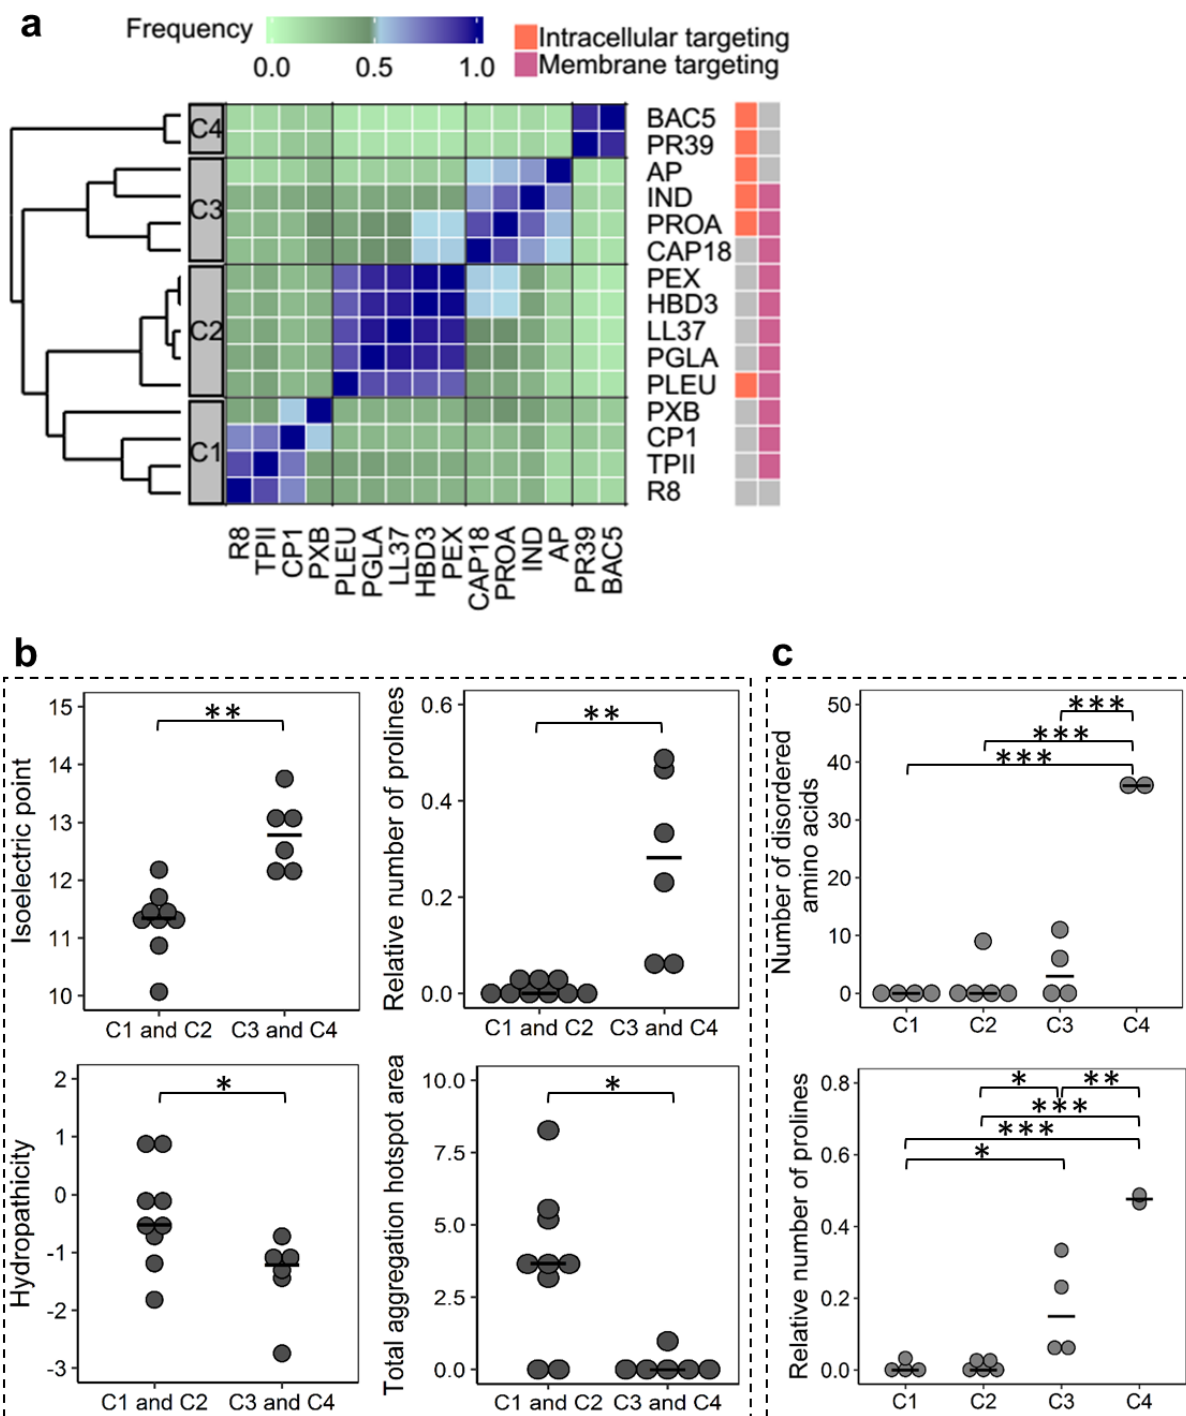 a
Frequency
0.0 0.5 1.0
Intracellular targeting
Membrane targeting
C4
C3
C2
C1
BAC5
PR39
AP
IND
PROA
CAP18
PEX
HBD3
LL37
PGLA
PLEU
PXB
CP1
TPII
R8
R8 TPII CP1 PXB PLEU PGLA LL37 HBD3 PEX CAP18 PROA IND AP PR39 BAC5
b
Isoelectric point
15
14
13
12
11
10
**
C1 and C2 C3 and C4
Relative number of prolines
0.6
0.4
0.2
0.0
**
C1 and C2 C3 and C4
Hydropathicity
2
1
0
-1
-2
-3
*
C1 and C2 C3 and C4
Total aggregation hotspot area
10.0
7.5
5.0
2.5
0.0
*
C1 and C2 C3 and C4
c
Number of disordered
amino acids
50
40
30
20
10
0
***
***
***
C1 C2 C3 C4
Relative number of prolines
0.8
0.6
0.4
0.2
0.0
* **
***
***
*
C1 C2 C3 C4